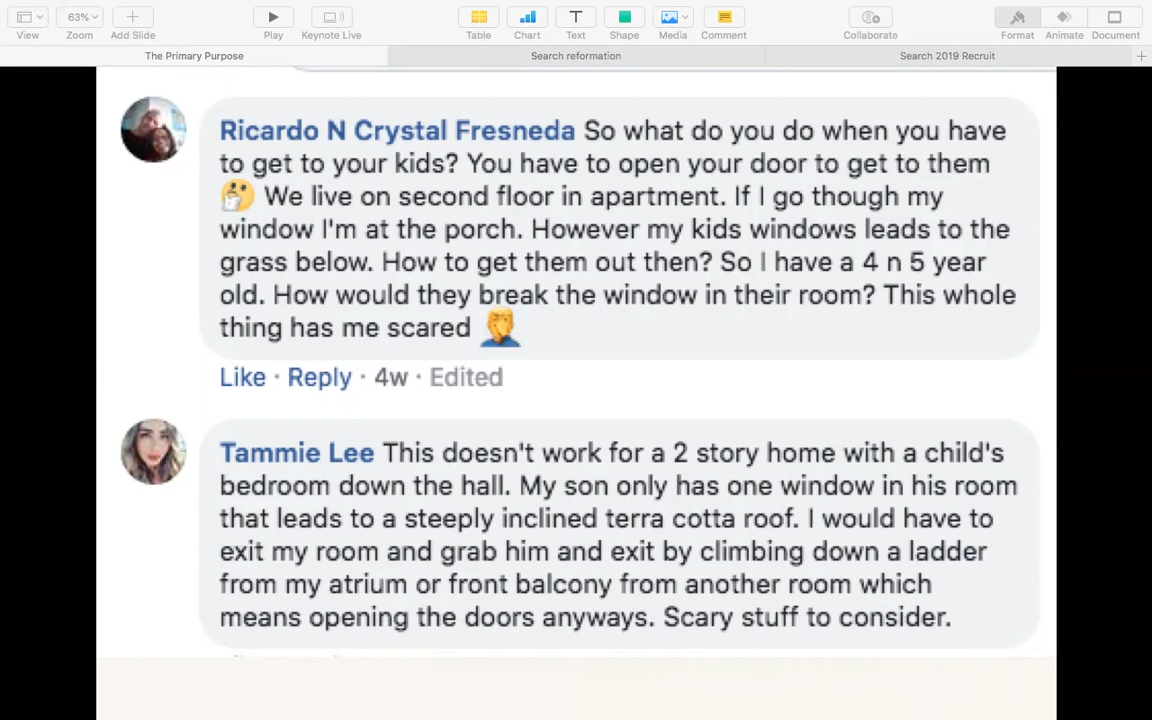 View
63%
Zoom
Add Slide
Play
Keynote Live
Table
Chart
Text
Shape
Media
Comment
Collaborate
Format
Animate
Document
The Primary Purpose
Search reformation
Search 2019 Recruit
Ricardo N Crystal Fresneda So what do you do when you have
to get to your kids? You have to open your door to get to them
🤔 We live on second floor in apartment. If I go though my
window I'm at the porch. However my kids windows leads to the
grass below. How to get them out then? So I have a 4 n 5 year
old. How would they break the window in their room? This whole
thing has me scared 🤦
Like · Reply · 4w · Edited
Tammie Lee This doesn't work for a 2 story home with a child's
bedroom down the hall. My son only has one window in his room
that leads to a steeply inclined terra cotta roof. I would have to
exit my room and grab him and exit by climbing down a ladder
from my atrium or front balcony from another room which
means opening the doors anyways. Scary stuff to consider.